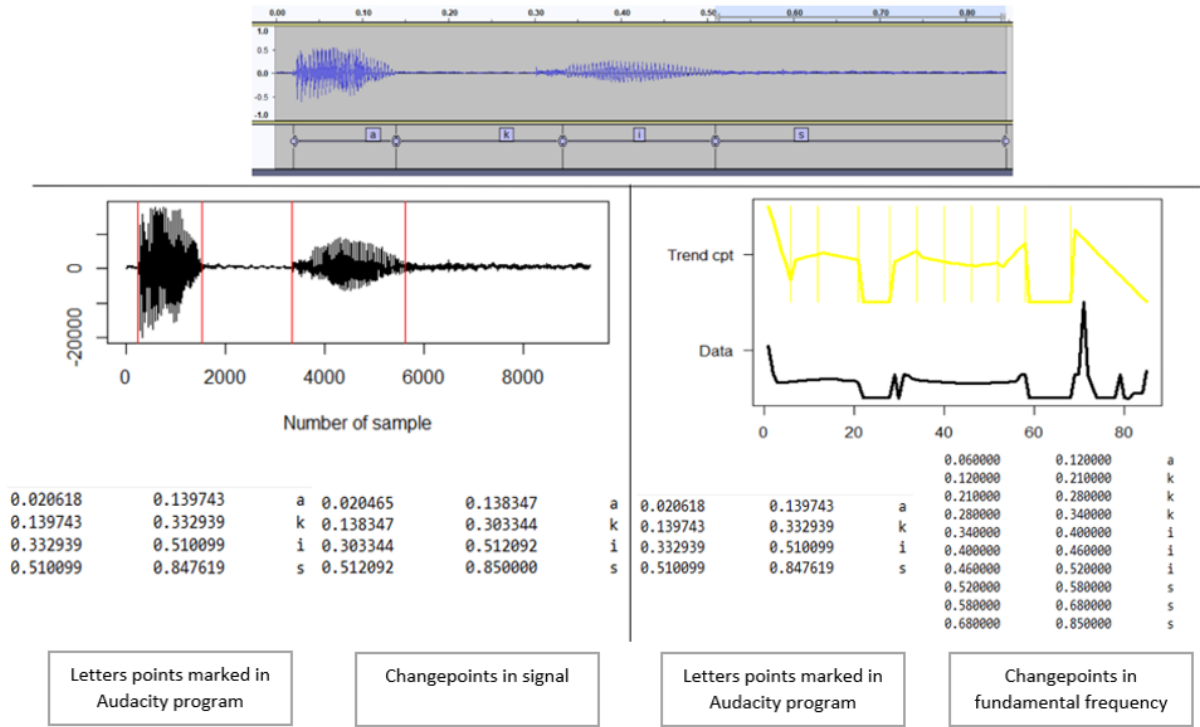 0.00 0.10 0.20 0.30 0.40 0.50 0.60 0.70 0.80
1.0
0.5
0.0
-0.5
-1.0
a k i s
0
-20000
0 2000 4000 6000 8000
Number of sample
Trend cpt
Data
0 20 40 60 80
0.020618 0.139743 a
0.139743 0.332939 k
0.332939 0.510099 i
0.510099 0.847619 s
0.020465 0.138347 a
0.138347 0.303344 k
0.303344 0.512092 i
0.512092 0.850000 s
0.020618 0.139743 a
0.139743 0.332939 k
0.332939 0.510099 i
0.510099 0.847619 s
0.060000 0.120000 a
0.120000 0.210000 k
0.210000 0.280000 k
0.280000 0.340000 k
0.340000 0.400000 i
0.400000 0.460000 i
0.460000 0.520000 i
0.520000 0.580000 s
0.580000 0.680000 s
0.680000 0.850000 s
Letters points marked in
Audacity program
Changepoints in signal
Letters points marked in
Audacity program
Changepoints in
fundamental frequency